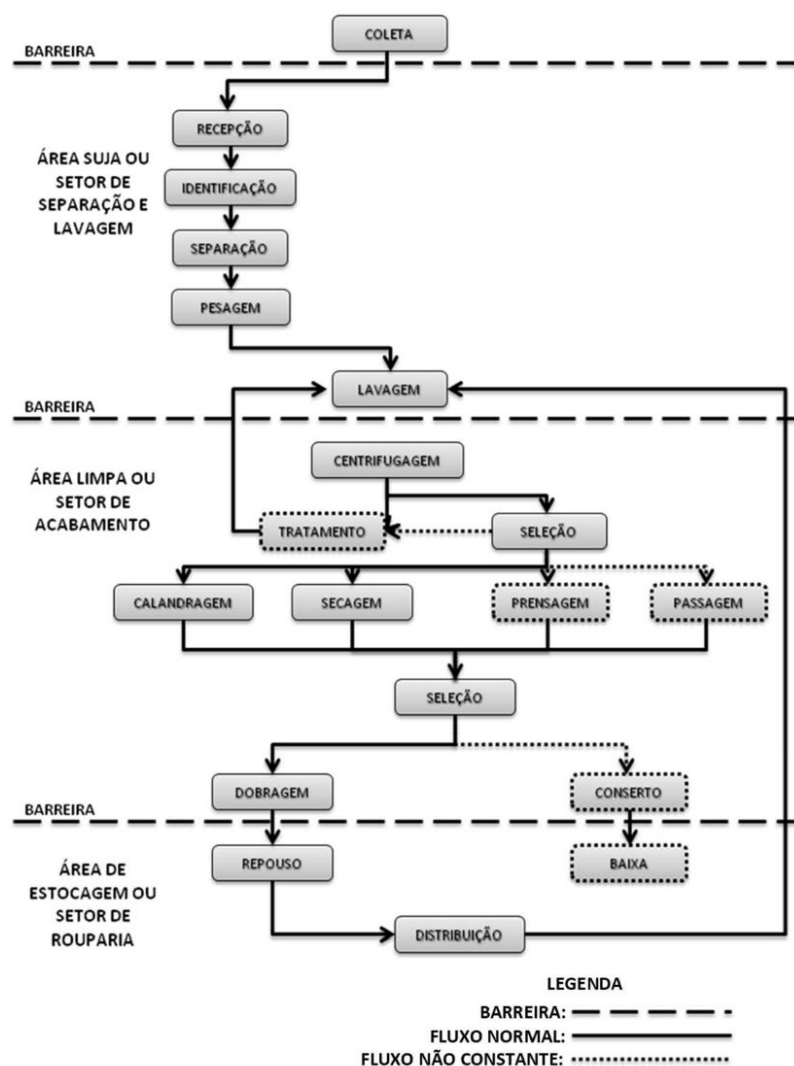 COLETA
BARREIRA
RECEPÇÃO
ÁREA SUJA OU
SETOR DE
SEPARAÇÃO E
LAVAGEM
IDENTIFICAÇÃO
SEPARAÇÃO
PESAGEM
LAVAGEM
BARREIRA
CENTRIFUGAGEM
ÁREA LIMPA OU
SETOR DE
ACABAMENTO
TRATAMENTO
SELEÇÃO
CALANDRAGEM
SECAGEM
PRENSAGEM
PASSAGEM
SELEÇÃO
DOBRAGEM
CONSERTO
BARREIRA
REPOUSO
BAIXA
ÁREA DE
ESTOCAGEM OU
SETOR DE
ROUPARIA
DISTRIBUIÇÃO
LEGENDA
BARREIRA:
FLUXO NORMAL:
FLUXO NÃO CONSTANTE: